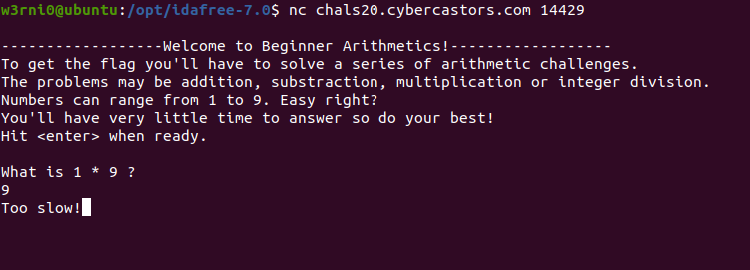 w3rni0@ubuntu:/opt/idafree-7.0$ nc chals20.cybercastors.com 14429
-----------------Welcome to Beginner Arithmetics!-----------------
To get the flag you'll have to solve a series of arithmetic challenges.
The problems may be addition, substraction, multiplication or integer division.
Numbers can range from 1 to 9. Easy right?
You'll have very little time to answer so do your best!
Hit <enter> when ready.
What is 1 * 9 ?
9
Too slow!